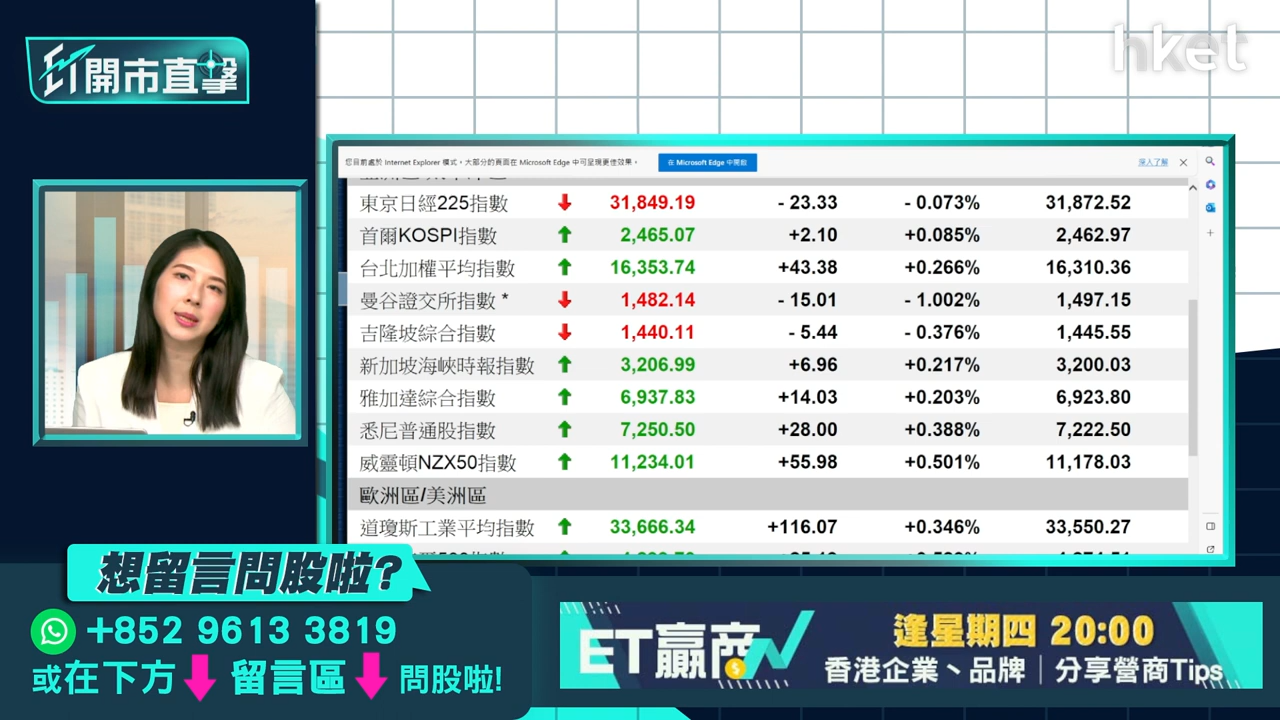 ET開市直擊
hket
您目前處於 Internet Explorer 模式。大部分的頁面在 Microsoft Edge 中可呈現更佳效果。 在 Microsoft Edge 中開啟 深入了解
東京日經225指數 31,849.19 - 23.33 - 0.073% 31,872.52
首爾KOSPI指數 2,465.07 +2.10 +0.085% 2,462.97
台北加權平均指數 16,353.74 +43.38 +0.266% 16,310.36
曼谷證交所指數 * 1,482.14 - 15.01 - 1.002% 1,497.15
吉隆坡綜合指數 1,440.11 - 5.44 - 0.376% 1,445.55
新加坡海峽時報指數 3,206.99 +6.96 +0.217% 3,200.03
雅加達綜合指數 6,937.83 +14.03 +0.203% 6,923.80
悉尼普通股指數 7,250.50 +28.00 +0.388% 7,222.50
威靈頓NZX50指數 11,234.01 +55.98 +0.501% 11,178.03
歐洲區/美洲區
道瓊斯工業平均指數 33,666.34 +116.07 +0.346% 33,550.27
想留言問股啦?
+852 9613 3819
或在下方 留言區 問股啦!
ET贏商
逢星期四 20:00
香港企業、品牌｜分享營商Tips